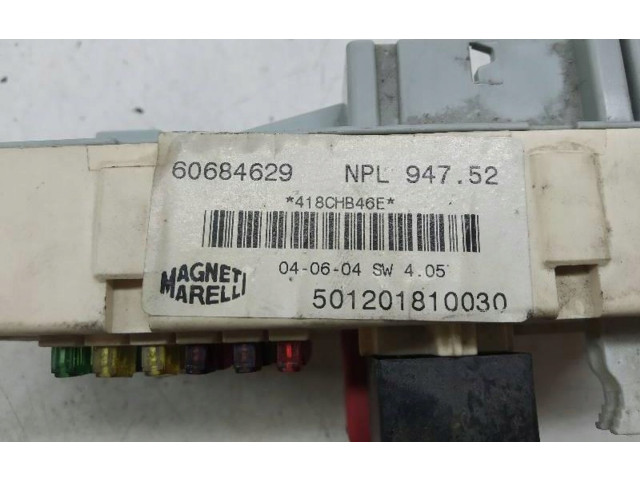 60684629 NPL 947.52
*418CHB46E*
04-06-04 SW 4.05
MAGNETI
MARELLI
501201810030